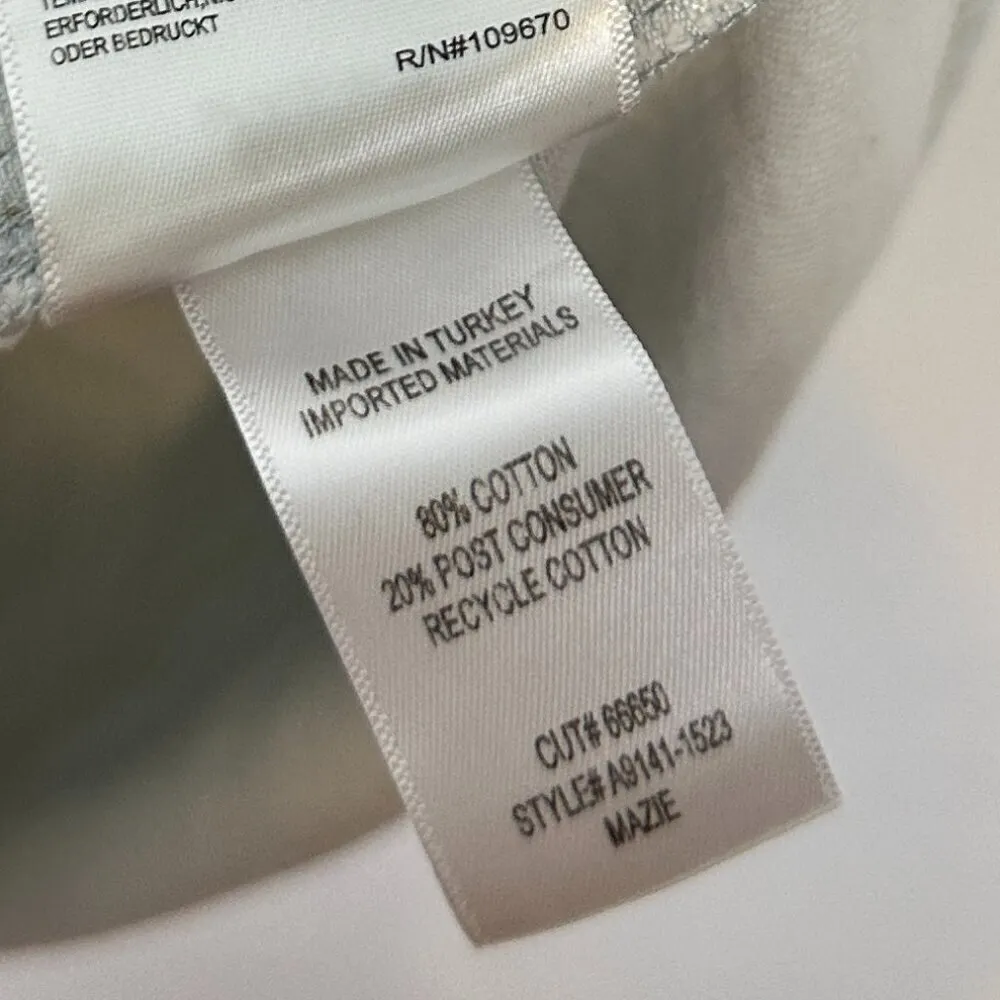 ERFORDERLICH,
ODER BEDRUCKT
R/N#109670
MADE IN TURKEY
IMPORTED MATERIALS
80% COTTON
20% POST CONSUMER
RECYCLE COTTON
CUT# 66650
STYLE# A9141-1523
MAZIE